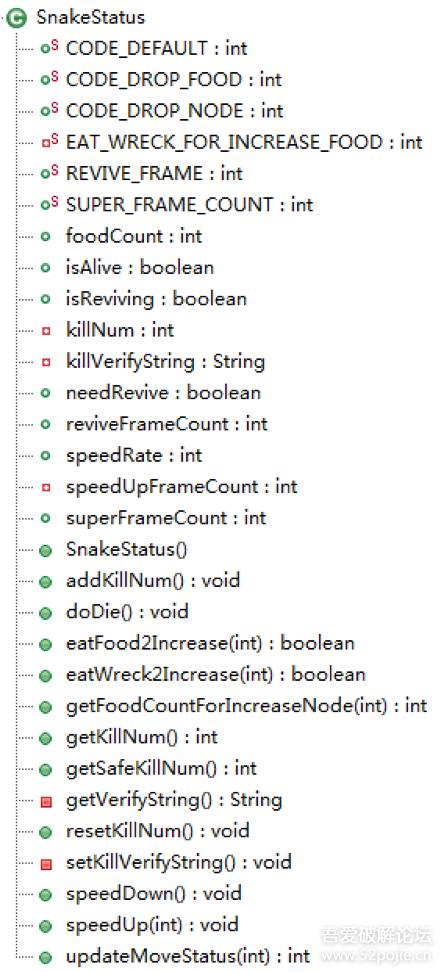 SnakeStatus
CODE_DEFAULT : int
CODE_DROP_FOOD : int
CODE_DROP_NODE : int
EAT_WRECK_FOR_INCREASE_FOOD : int
REVIVE_FRAME : int
SUPER_FRAME_COUNT : int
foodCount : int
isAlive : boolean
isReviving : boolean
killNum : int
killVerifyString : String
needRevive : boolean
reviveFrameCount : int
speedRate : int
speedUpFrameCount : int
superFrameCount : int
SnakeStatus()
addKillNum() : void
doDie() : void
eatFood2Increase(int) : boolean
eatWreck2Increase(int) : boolean
getFoodCountForIncreaseNode(int) : int
getKillNum() : int
getSafeKillNum() : int
getVerifyString() : String
resetKillNum() : void
setKillVerifyString() : void
speedDown() : void
speedUp(int) : void
updateMoveStatus(int) : int
吾爱破解论坛
www.52pojie.cn